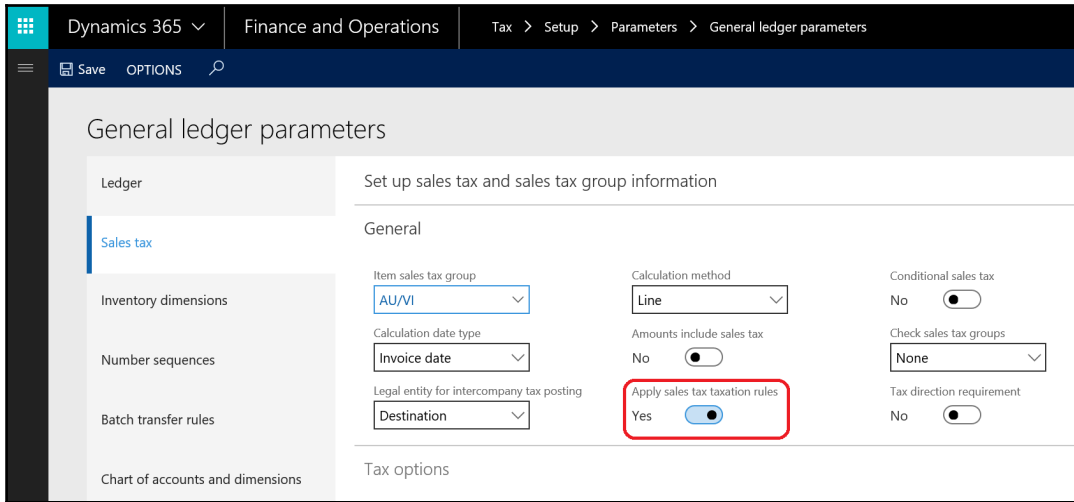 Dynamics 365 Finance and Operations Tax > Setup > Parameters > General ledger parameters
Save OPTIONS
General ledger parameters
Ledger
Sales tax
Inventory dimensions
Number sequences
Batch transfer rules
Chart of accounts and dimensions
Set up sales tax and sales tax group information
General
Item sales tax group
AU/VI
Calculation date type
Invoice date
Legal entity for intercompany tax posting
Destination
Calculation method
Line
Amounts include sales tax
No
Apply sales tax taxation rules
Yes
Conditional sales tax
No
Check sales tax groups
None
Tax direction requirement
No
Tax options